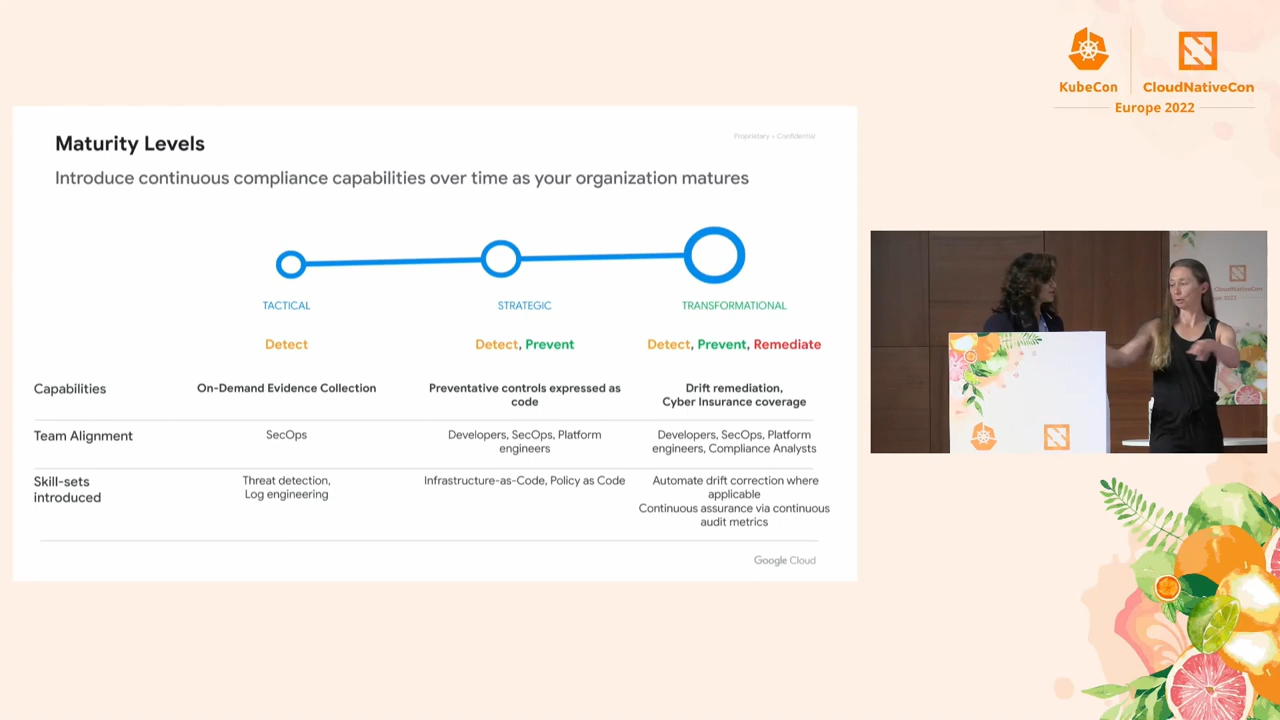 KubeCon
CloudNativeCon
Europe 2022
Maturity Levels
Proprietary + Confidential
Introduce continuous compliance capabilities over time as your organization matures
TACTICAL
STRATEGIC
TRANSFORMATIONAL
Detect
Detect, Prevent
Detect, Prevent, Remediate
Capabilities
On-Demand Evidence Collection
Preventative controls expressed as
code
Drift remediation,
Cyber Insurance coverage
Team Alignment
SecOps
Developers, SecOps, Platform
engineers
Developers, SecOps, Platform
engineers, Compliance Analysts
Skill-sets
introduced
Threat detection,
Log engineering
Infrastructure-as-Code, Policy as Code
Automate drift correction where
applicable
Continuous assurance via continuous
audit metrics
Google Cloud
CloudNativeCon